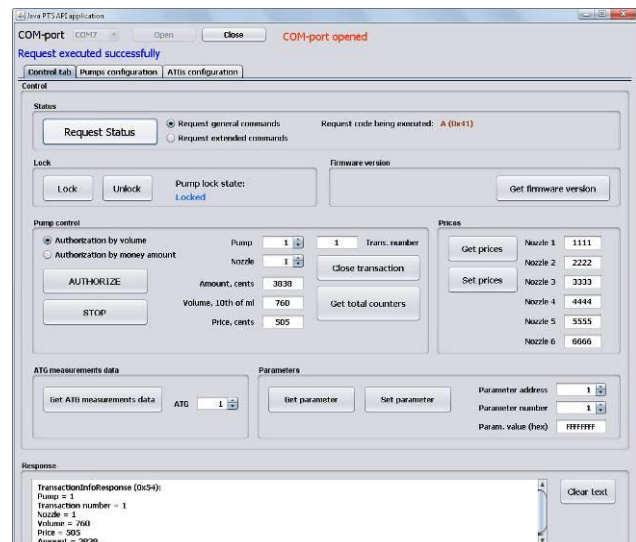 Java PTS API application
COM-port COM7 Open Close COM-port opened
Request executed successfully
Control tab Pumps configuration ATGs configuration
Control
Status
Request Status
Request general commands
Request extended commands
Request code being executed: A (0x41)
Lock
Lock Unlock
Pump lock state:
Locked
Firmware version
Get firmware version
Pump control
Authorization by volume
Authorization by money amount
AUTHORIZE
STOP
Pump 1
Nozzle 1
Amount, cents 3838
Volume, 10th of ml 760
Price, cents 505
1 Trans. number
Close transaction
Get total counters
Prices
Get prices
Set prices
Nozzle 1 1111
Nozzle 2 2222
Nozzle 3 3333
Nozzle 4 4444
Nozzle 5 5555
Nozzle 6 6666
ATG measurements data
Get ATG measurements data ATG 1
Parameters
Get parameter Set parameter
Parameter address 1
Parameter number 1
Param. value (hex) FFFFFFFF
Response
TransactionInfoResponse (0x54):
Pump = 1
Transaction number = 1
Nozzle = 1
Volume = 760
Price = 505
Amount = 3838
Clear text